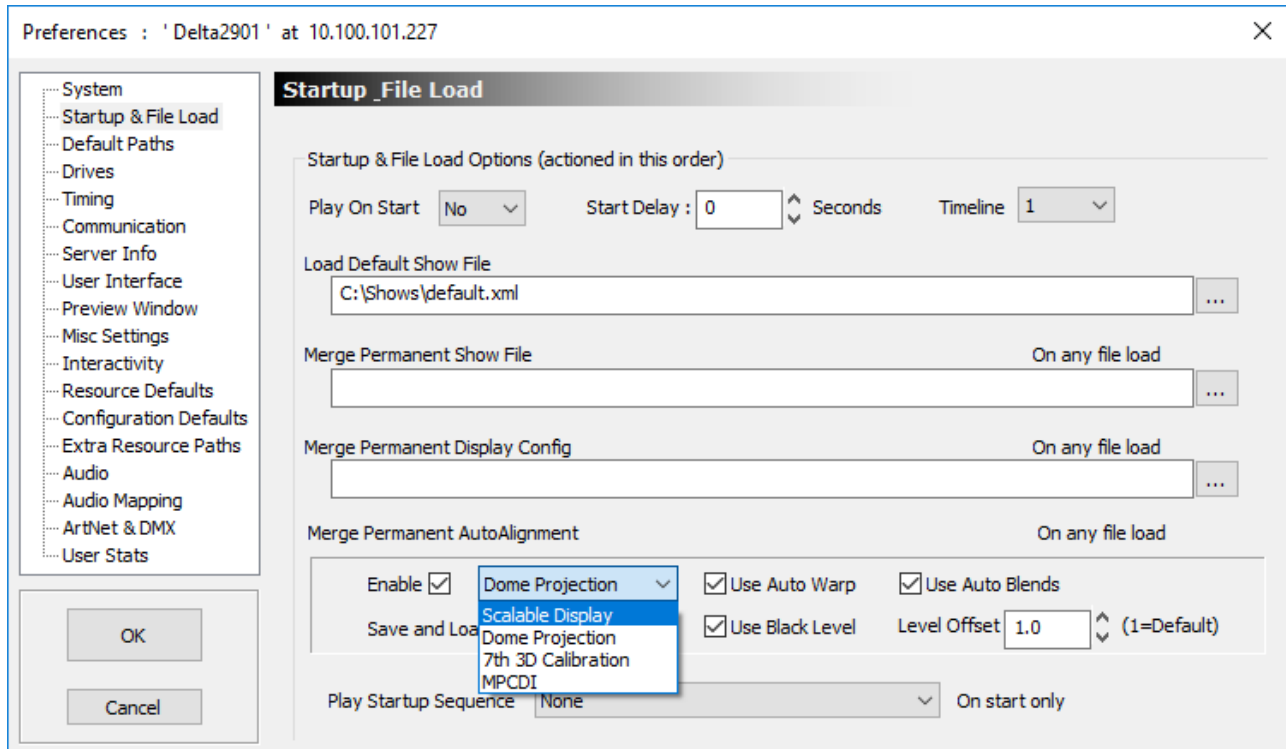 Preferences : ' Delta2901 ' at 10.100.101.227
System
Startup & File Load
Default Paths
Drives
Timing
Communication
Server Info
User Interface
Preview Window
Misc Settings
Interactivity
Resource Defaults
Configuration Defaults
Extra Resource Paths
Audio
Audio Mapping
ArtNet & DMX
User Stats
OK
Cancel
Startup _File Load
Startup & File Load Options (actioned in this order)
Play On Start No Start Delay : 0 Seconds Timeline 1
Load Default Show File
C:\Shows\default.xml ...
Merge Permanent Show File On any file load
...
Merge Permanent Display Config On any file load
...
Merge Permanent AutoAlignment On any file load
Enable Dome Projection Use Auto Warp Use Auto Blends
Scalable Display
Save and Loa Dome Projection Use Black Level Level Offset 1.0 (1=Default)
7th 3D Calibration
MPCDI
Play Startup Sequence None On start only